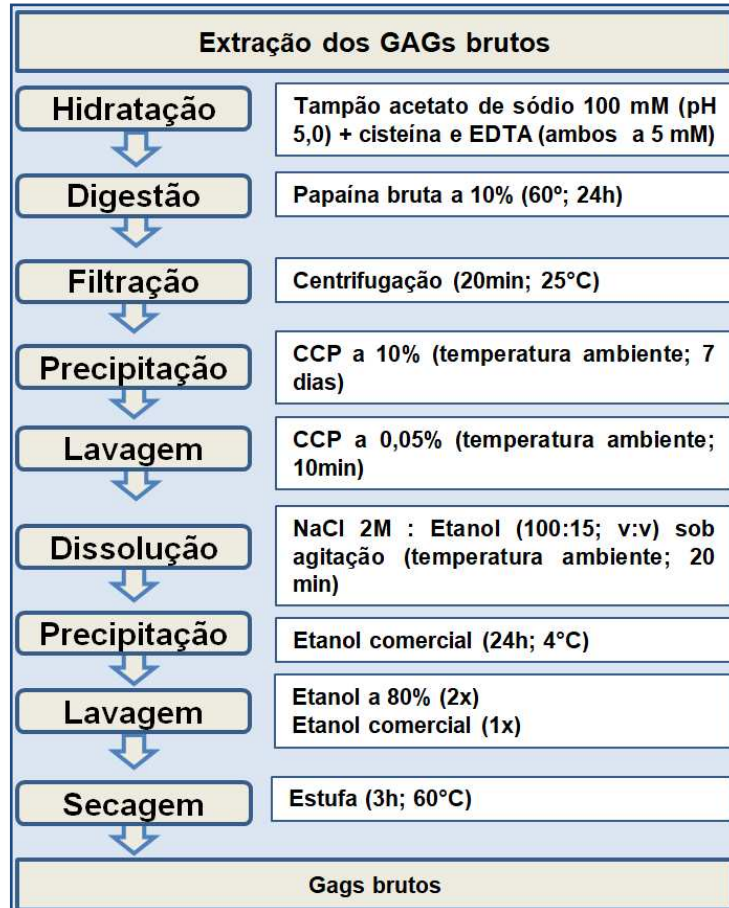 Extração dos GAGs brutos
Hidratação
Tampão acetato de sódio 100 mM (pH
5,0) + cisteína e EDTA (ambos a 5 mM)
Digestão
Papaína bruta a 10% (60º; 24h)
Filtração
Centrifugação (20min; 25°C)
Precipitação
CCP a 10% (temperatura ambiente; 7
dias)
Lavagem
CCP a 0,05% (temperatura ambiente;
10min)
Dissolução
NaCl 2M : Etanol (100:15; v:v) sob
agitação (temperatura ambiente; 20
min)
Precipitação
Etanol comercial (24h; 4°C)
Lavagem
Etanol a 80% (2x)
Etanol comercial (1x)
Secagem
Estufa (3h; 60°C)
Gags brutos